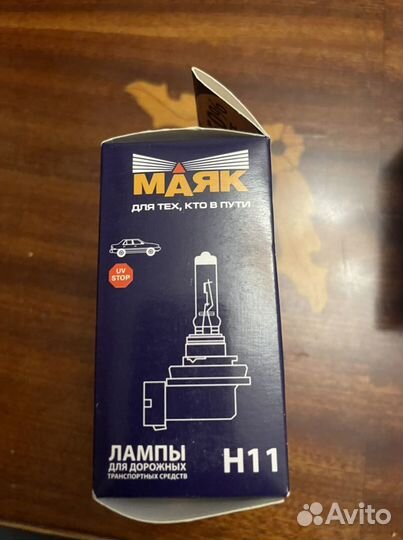 МАЯК
ДЛЯ ТЕХ, КТО В ПУТИ
UV
STOP
ЛАМПЫ
ДЛЯ ДОРОЖНЫХ
ТРАНСПОРТНЫХ СРЕДСТВ
H11
Avito